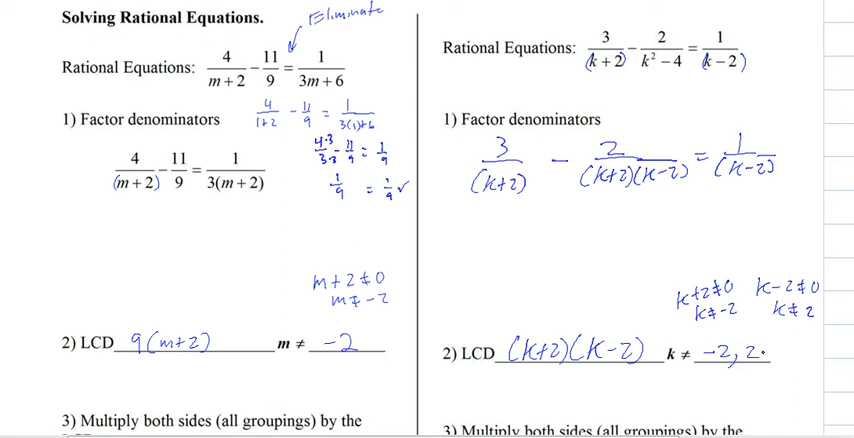 Solving Rational Equations.
Eliminate
Rational Equations: 4/(m + 2) − 11/9 = 1/(3m + 6)
1) Factor denominators
4/(1+2) − 11/9 = 1/(3(1)+6)
4·3/3·3 − 11/9 = 1/9
1/9 = 1/9 ✓
4/(m + 2) − 11/9 = 1/3(m + 2)
m+2≠0
m≠-2
2) LCD 9(m+2) m ≠ -2
3) Multiply both sides (all groupings) by the
Rational Equations: 3/(k + 2) − 2/(k² − 4) = 1/(k − 2)
1) Factor denominators
3/(k+2) − 2/(k+2)(k-2) = 1/(k-2)
k+2≠0 k-2≠0
k≠-2 k≠2
2) LCD (k+2)(k-2) k ≠ -2, 2
3) Multiply both sides (all groupings) by the